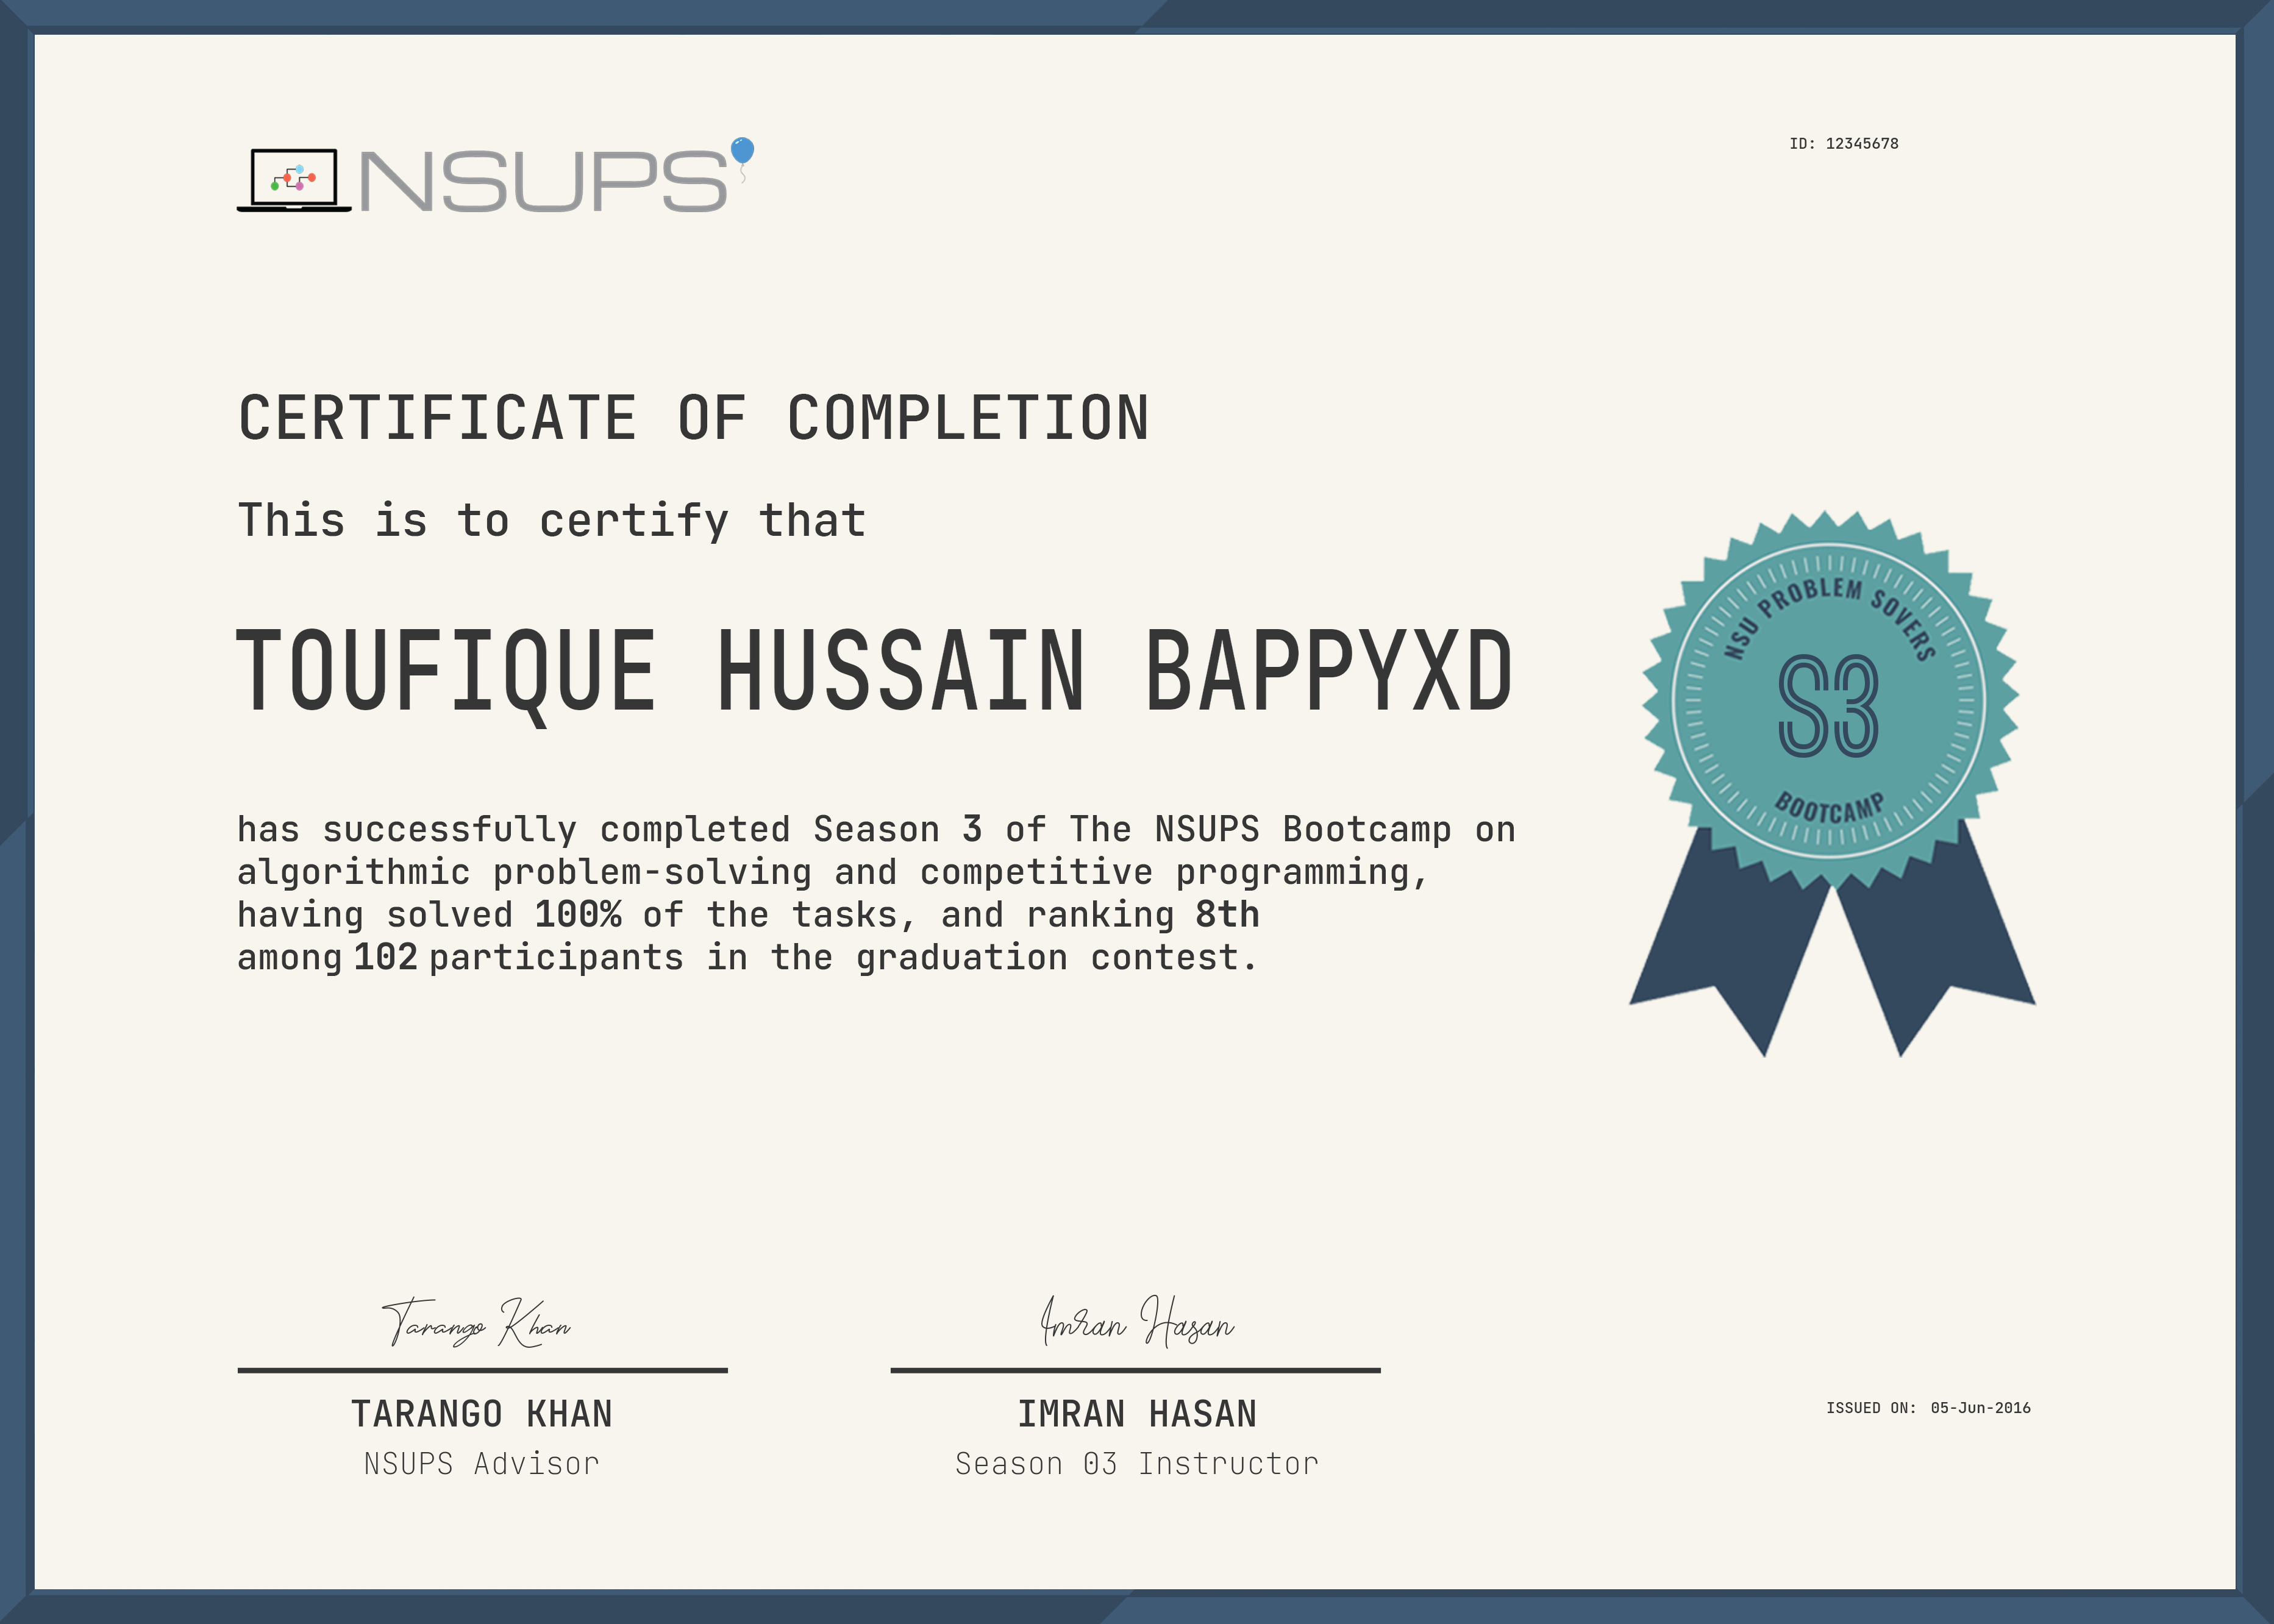 NSUPS
ID: 12345678
CERTIFICATE OF COMPLETION
This is to certify that
TOUFIQUE HUSSAIN BAPPYXD
NSU PROBLEM SOVERS
S3
BOOTCAMP
has successfully completed Season 3 of The NSUPS Bootcamp on
algorithmic problem-solving and competitive programming,
having solved 100% of the tasks, and ranking 8th
among 102 participants in the graduation contest.
Tarango Khan
Imran Hasan
TARANGO KHAN
IMRAN HASAN
NSUPS Advisor
Season 03 Instructor
ISSUED ON: 05-Jun-2016